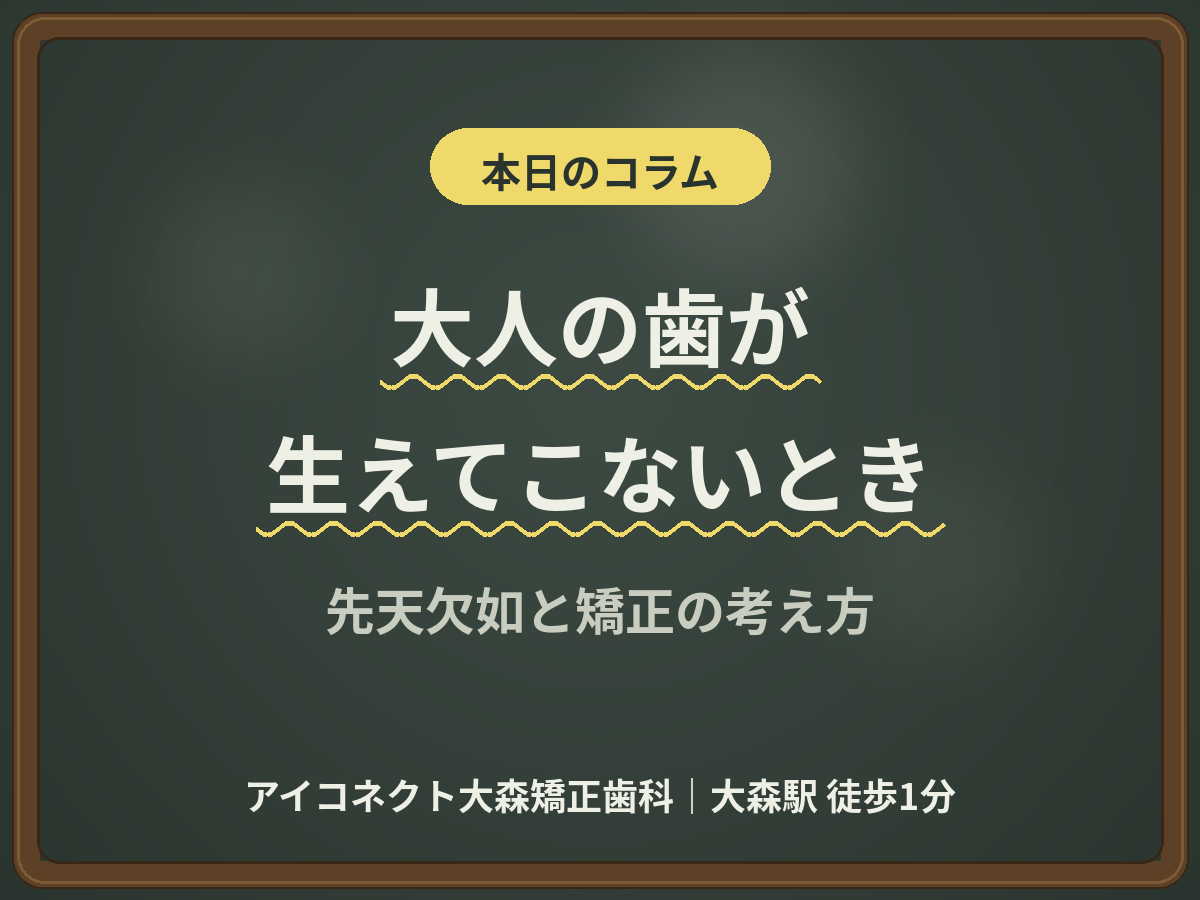 本日のコラム
大人の歯が
生えてこないとき
先天欠如と矯正の考え方
アイコネクト大森矯正歯科｜大森駅 徒歩1分